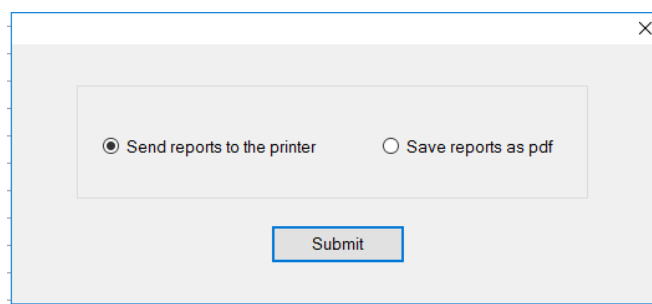 Send reports to the printer
Save reports as pdf
Submit